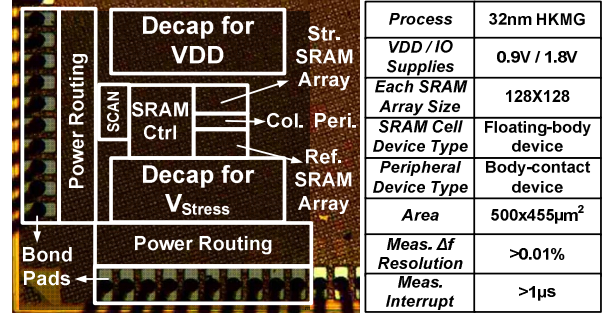 Decap for
VDD
Str.
SRAM
Array
Power Routing
SCAN
SRAM
Ctrl
Col. Peri.
Ref.
SRAM
Array
Decap for
VStress
Power Routing
Bond
Pads
Process 32nm HKMG
VDD / IO
Supplies 0.9V / 1.8V
Each SRAM
Array Size 128X128
SRAM Cell
Device Type Floating-body
device
Peripheral
Device Type Body-contact
device
Area 500x455µm²
Meas. Δf
Resolution >0.01%
Meas.
Interrupt >1µs